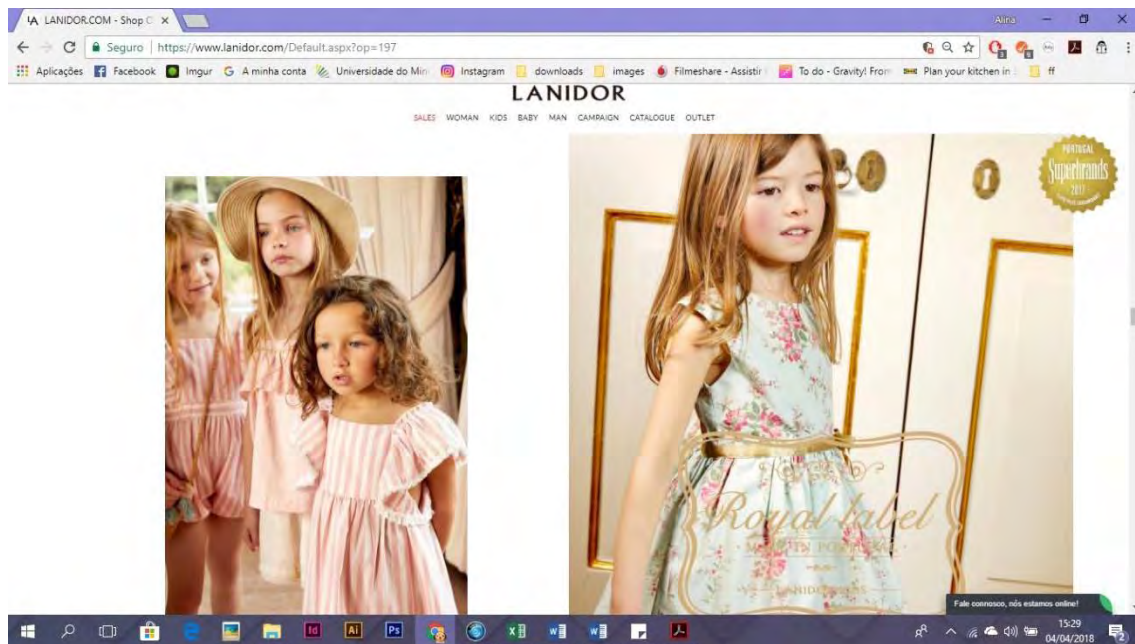 LANIDOR.COM - Shop
Alina
Seguro | https://www.lanidor.com/Default.aspx?op=197
Aplicações Facebook Imgur A minha conta Universidade do Min Instagram downloads images Filmeshare - Assistir To do - Gravity! From Plan your kitchen in ff
LANIDOR
SALES WOMAN KIDS BABY MAN CAMPAIGN CATALOGUE OUTLET
PORTUGAL
Superbrands
2017
Royal label
MADE IN PORTUGAL
Fale connosco, nós estamos online!
15:29
04/04/2018